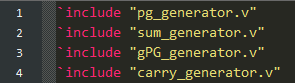 1 `include "pg_generator.v"
2 `include "sum_generator.v"
3 `include "gPG_generator.v"
4 `include "carry_generator.v"